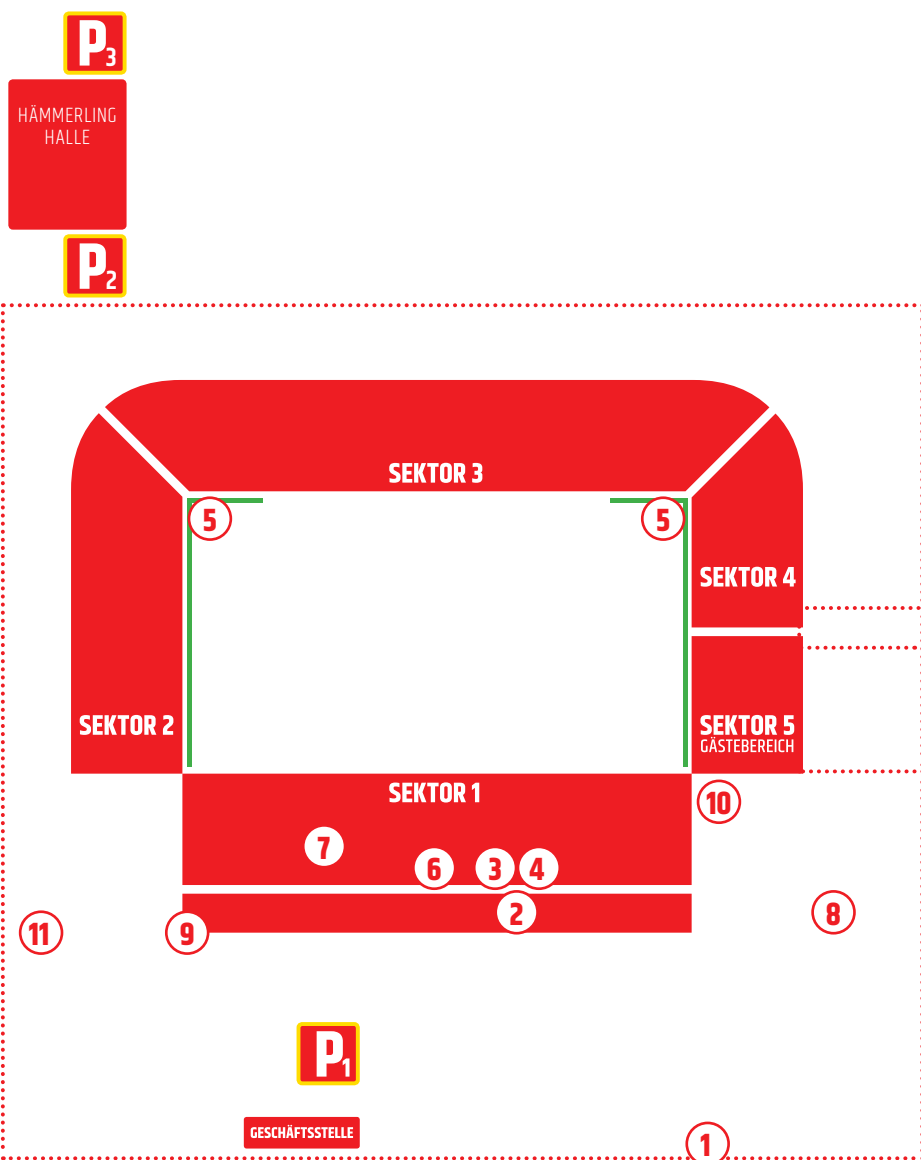 P3
HÄMMERLING
HALLE
P2
SEKTOR 3
5
5
SEKTOR 4
SEKTOR 2
SEKTOR 5
GÄSTEBEREICH
SEKTOR 1
10
7
6
3
4
2
8
11
9
P1
GESCHÄFTSSTELLE
1